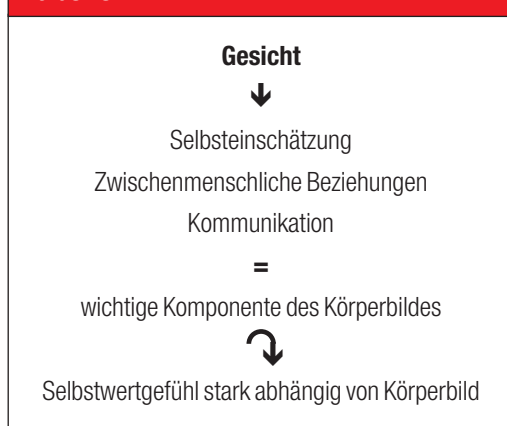 Gesicht
↓
Selbsteinschätzung
Zwischenmenschliche Beziehungen
Kommunikation
=
wichtige Komponente des Körperbildes
Selbstwertgefühl stark abhängig von Körperbild